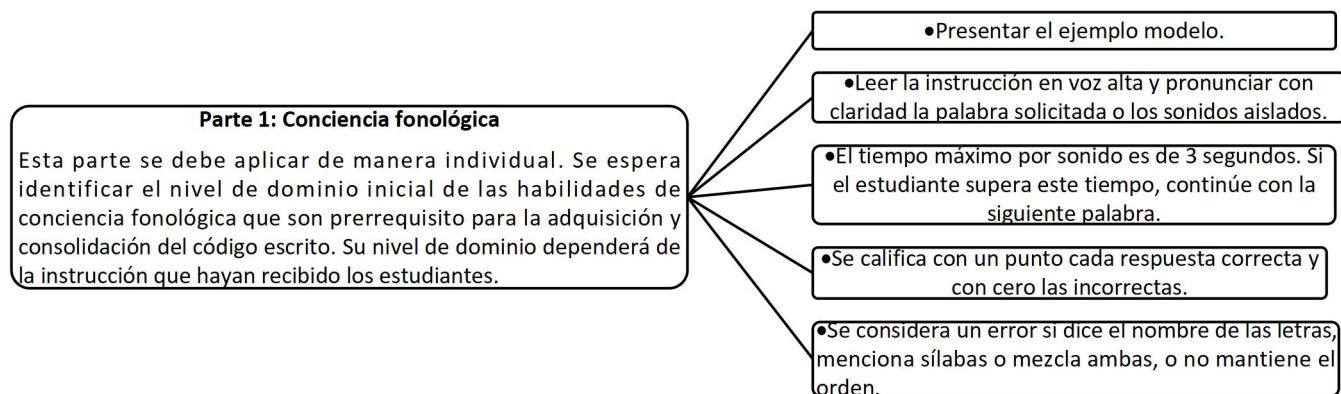 Parte 1: Conciencia fonológica
Esta parte se debe aplicar de manera individual. Se espera
identificar el nivel de dominio inicial de las habilidades de
conciencia fonológica que son prerrequisito para la adquisición y
consolidación del código escrito. Su nivel de dominio dependerá de
la instrucción que hayan recibido los estudiantes.
•Presentar el ejemplo modelo.
•Leer la instrucción en voz alta y pronunciar con
claridad la palabra solicitada o los sonidos aislados.
•El tiempo máximo por sonido es de 3 segundos. Si
el estudiante supera este tiempo, continúe con la
siguiente palabra.
•Se califica con un punto cada respuesta correcta y
con cero las incorrectas.
•Se considera un error si dice el nombre de las letras,
menciona sílabas o mezcla ambas, o no mantiene el
orden.